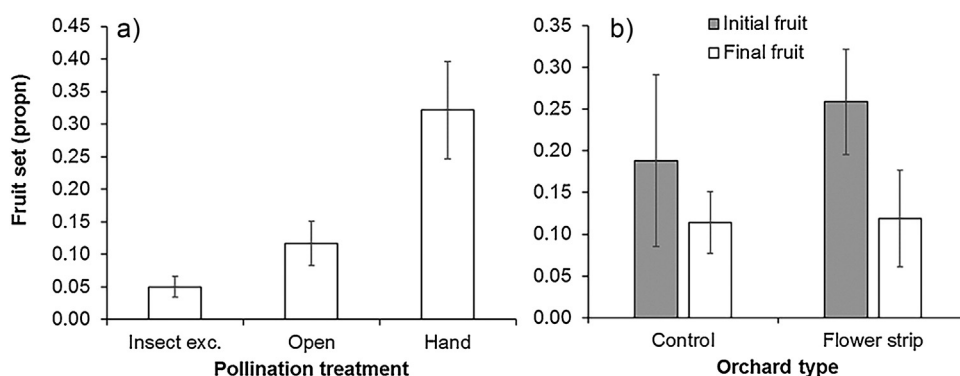 a)
Fruit set (propn)
0.45
0.40
0.35
0.30
0.25
0.20
0.15
0.10
0.05
0.00
Insect exc. Open Hand
Pollination treatment
b)
Initial fruit
Final fruit
0.35
0.30
0.25
0.20
0.15
0.10
0.05
0.00
Control Flower strip
Orchard type